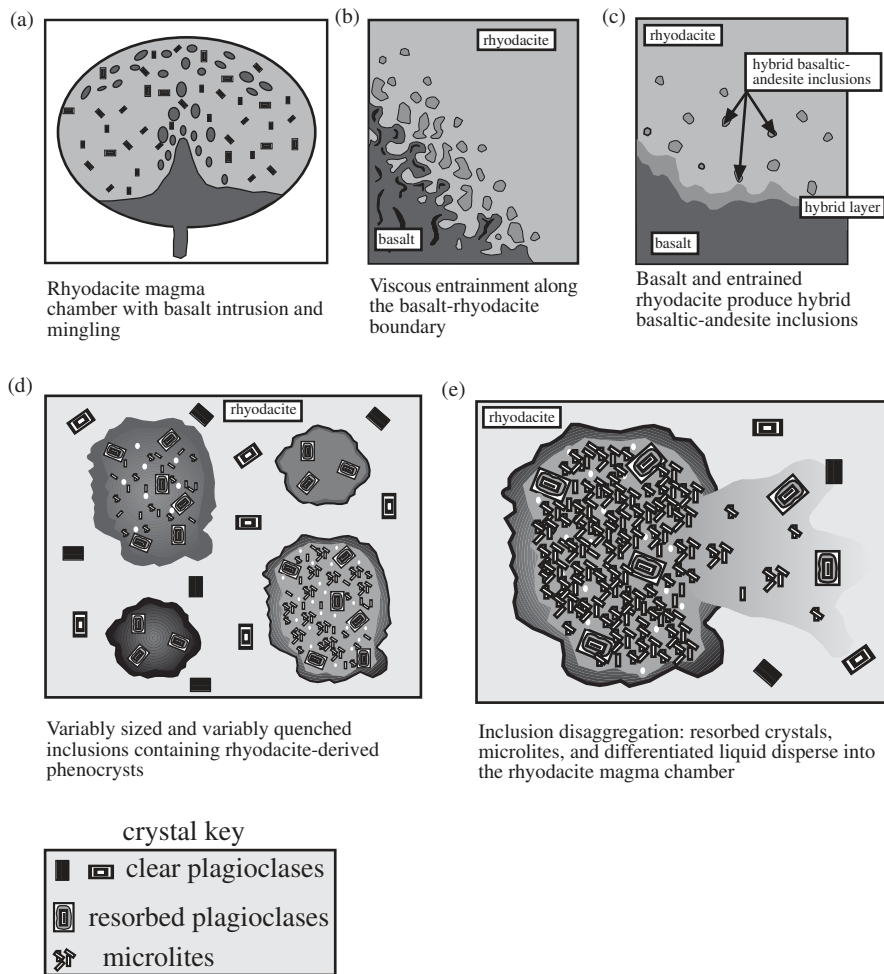 (a)
Rhyodacite magma
chamber with basalt intrusion and
mingling
(b)
rhyodacite
basalt
Viscous entrainment along
the basalt-rhyodacite
boundary
(c)
rhyodacite
hybrid basaltic-
andesite inclusions
hybrid layer
basalt
Basalt and entrained
rhyodacite produce hybrid
basaltic-andesite inclusions
(d)
rhyodacite
Variably sized and variably quenched
inclusions containing rhyodacite-derived
phenocrysts
(e)
rhyodacite
Inclusion disaggregation: resorbed crystals,
microlites, and differentiated liquid disperse into
the rhyodacite magma chamber
crystal key
clear plagioclases
resorbed plagioclases
microlites